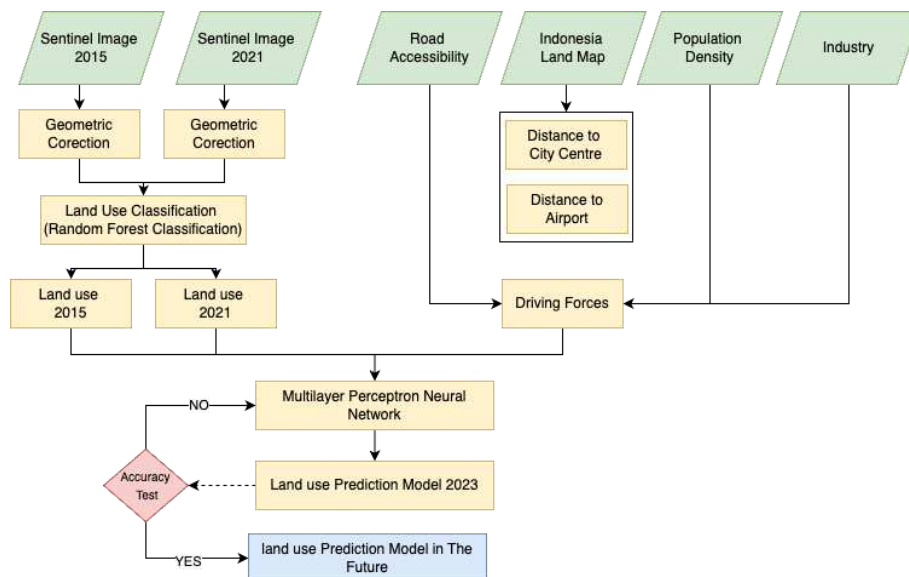 Sentinel Image
2015
Sentinel Image
2021
Road
Accessibility
Indonesia
Land Map
Population
Density
Industry
Geometric
Corection
Geometric
Corection
Distance to
City Centre
Distance to
Airport
Land Use Classification
(Random Forest Classification)
Land use
2015
Land use
2021
Driving Forces
Multilayer Perceptron Neural
Network
NO
Accuracy
Test
Land use Prediction Model 2023
YES
land use Prediction Model in The
Future